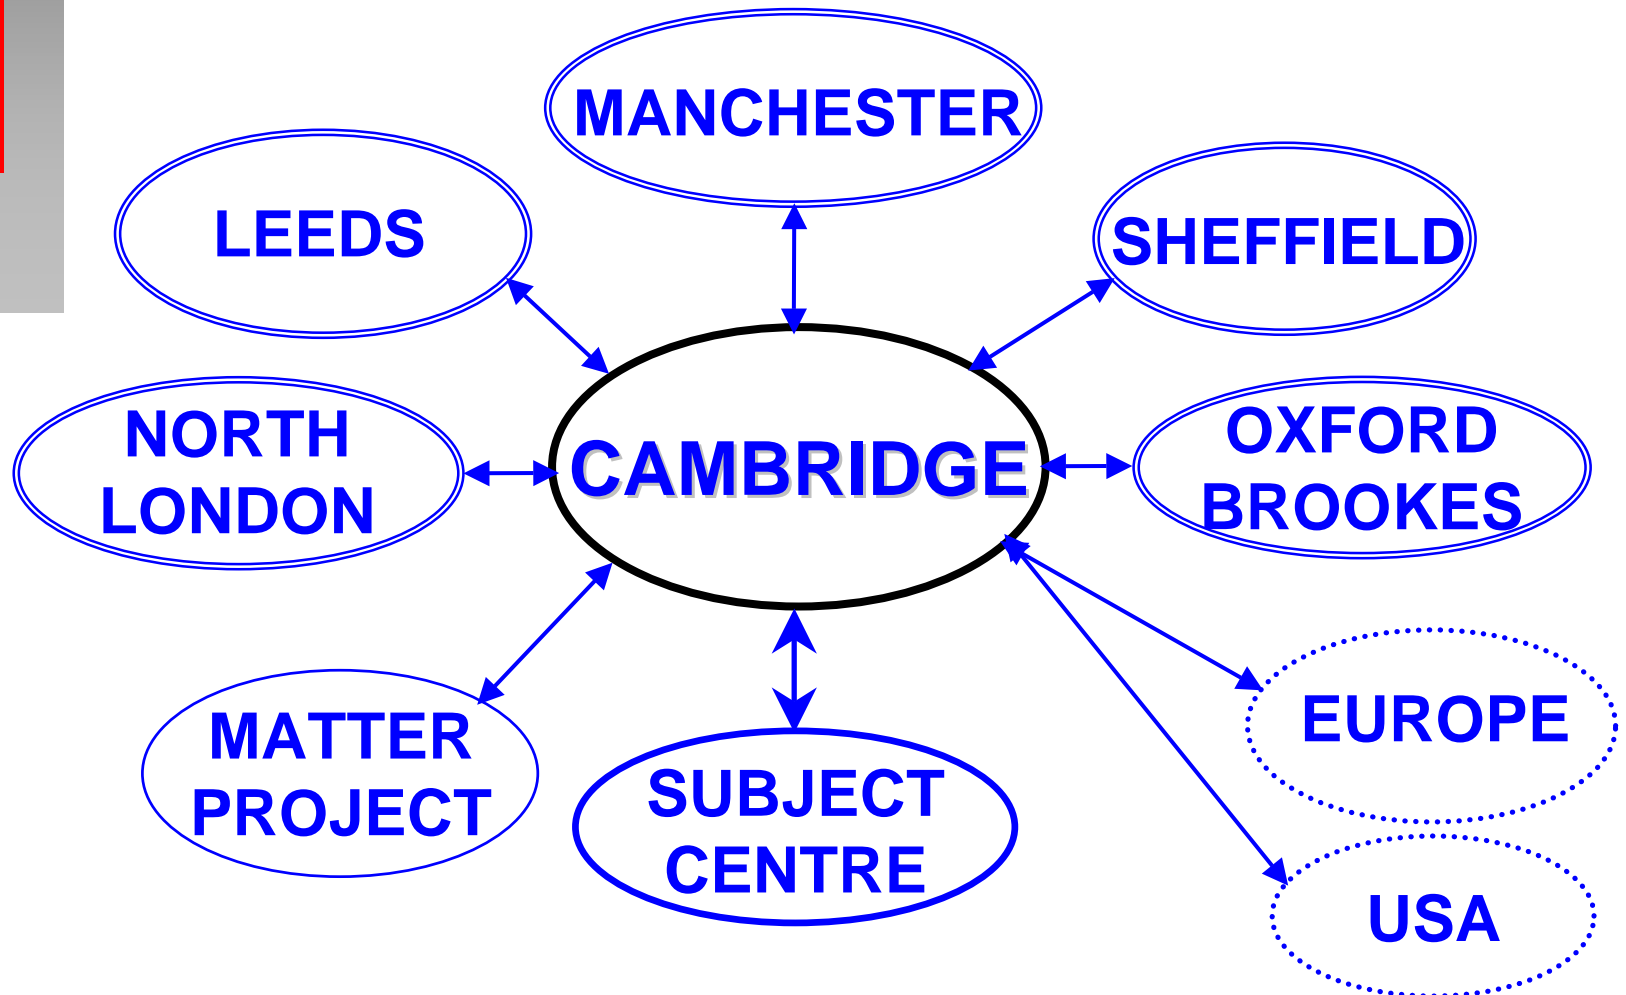 MANCHESTER
LEEDS
SHEFFIELD
NORTH
LONDON
CAMBRIDGE
OXFORD
BROOKES
MATTER
PROJECT
SUBJECT
CENTRE
EUROPE
USA